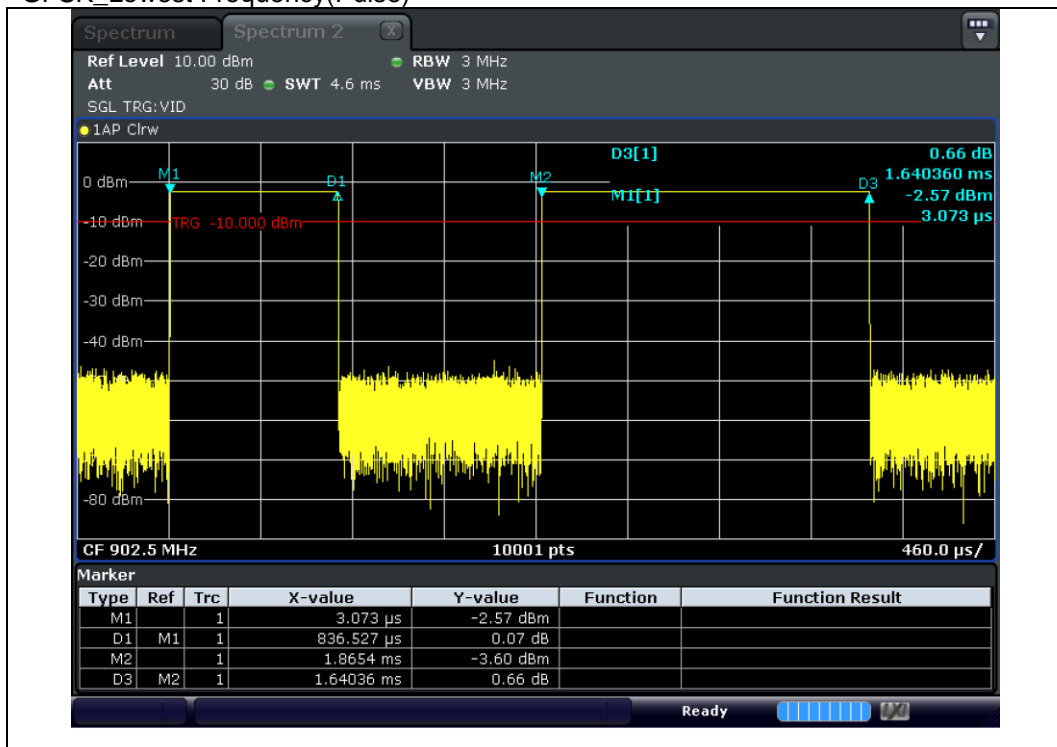 Spectrum Spectrum 2 X
Ref Level 10.00 dBm RBW 3 MHz
Att 30 dB SWT 4.6 ms VBW 3 MHz
SGL TRG:VID
1AP Clrw
D3[1] 0.66 dB
1.640360 ms
M1[1] -2.57 dBm
3.073 µs
M1 D1 M2 D3
0 dBm
-10 dBm
TRG -10.000 dBm
-20 dBm
-30 dBm
-40 dBm
-80 dBm
CF 902.5 MHz 10001 pts 460.0 µs/
Marker
Type Ref Trc X-value Y-value Function Function Result
M1 1 3.073 µs -2.57 dBm
D1 M1 1 836.527 µs 0.07 dB
M2 1 1.8654 ms -3.60 dBm
D3 M2 1 1.64036 ms 0.66 dB
Ready